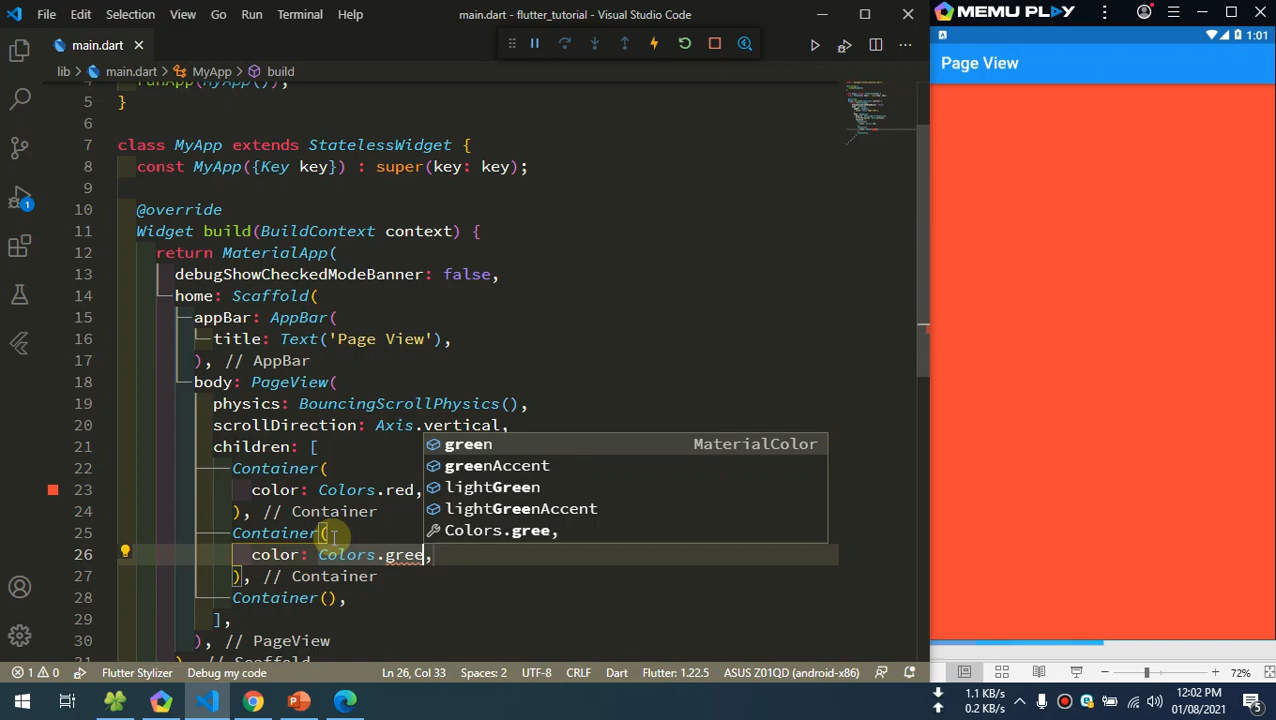 File Edit Selection View Go Run Terminal Help main.dart - flutter_tutorial - Visual Studio Code
MEMU PLAY
main.dart
lib > main.dart > MyApp > build
1:01
Page View
5 }
6
7 class MyApp extends StatelessWidget {
8 const MyApp({Key key}) : super(key: key);
9
10 @override
11 Widget build(BuildContext context) {
12 return MaterialApp(
13 debugShowCheckedModeBanner: false,
14 home: Scaffold(
15 appBar: AppBar(
16 title: Text('Page View'),
17 ), // AppBar
18 body: PageView(
19 physics: BouncingScrollPhysics(),
20 scrollDirection: Axis.vertical,
21 children: [
22 Container(
23 color: Colors.red,
24 ), // Container
25 Container(
26 color: Colors.gree,
27 ), // Container
28 Container(),
29 ],
30 ), // PageView
green MaterialColor
greenAccent
lightGreen
lightGreenAccent
Colors.gree,
1
1 0 Flutter Stylizer Debug my code Ln 26, Col 33 Spaces: 2 UTF-8 CRLF Dart Flutter: 1.22.5 ASUS Z01QD (android-x86)
72%
1.1 KB/s
0.2 KB/s
12:02 PM
01/08/2021
5